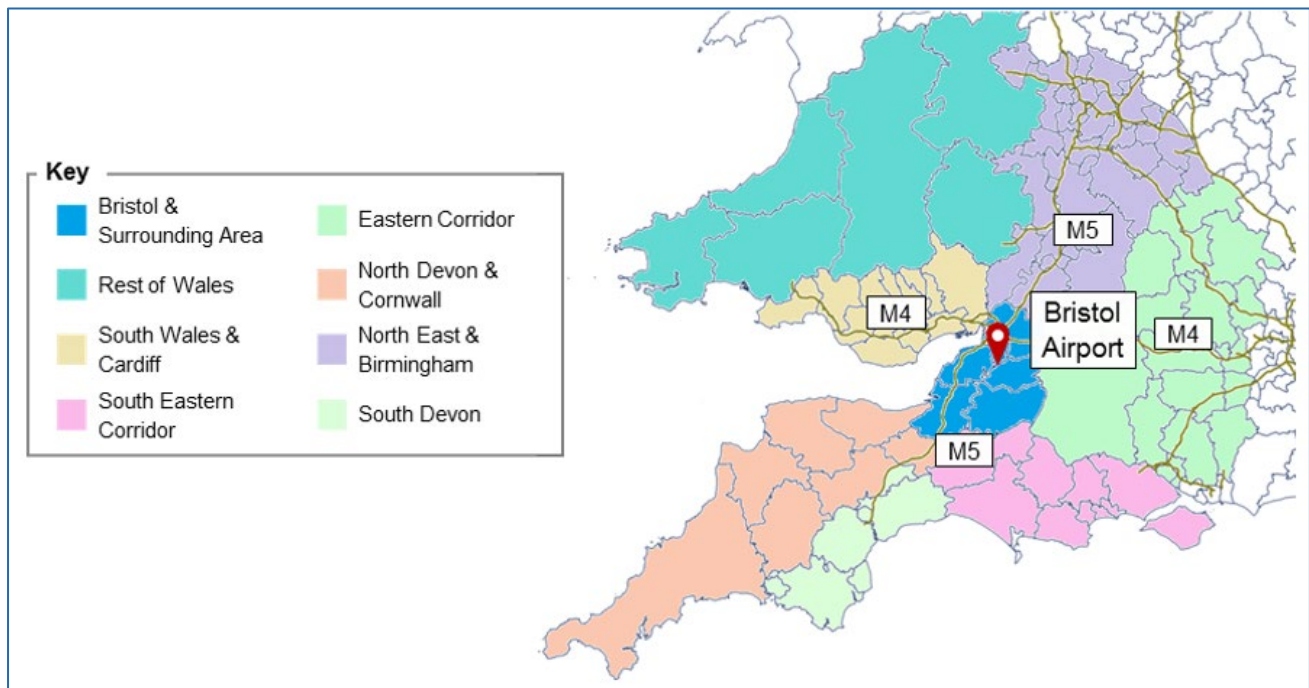 Key
Bristol &
Surrounding Area
Eastern Corridor
Rest of Wales
North Devon &
Cornwall
South Wales &
Cardiff
North East &
Birmingham
South Eastern
Corridor
South Devon
M5
M4
Bristol
Airport
M4
M5